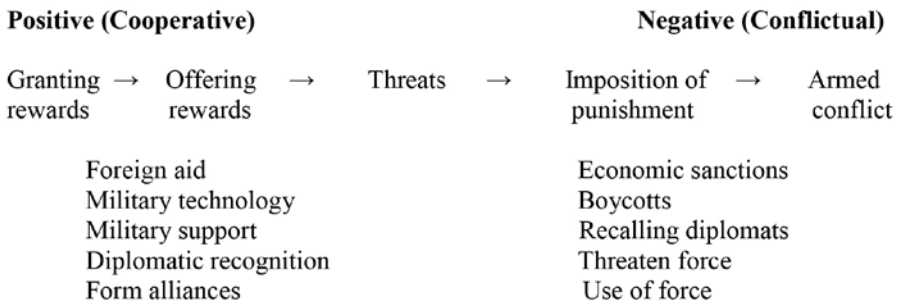 Positive (Cooperative) Negative (Conflictual)
Granting → Offering → Threats → Imposition of → Armed
rewards rewards punishment conflict
Foreign aid Economic sanctions
Military technology Boycotts
Military support Recalling diplomats
Diplomatic recognition Threaten force
Form alliances Use of force